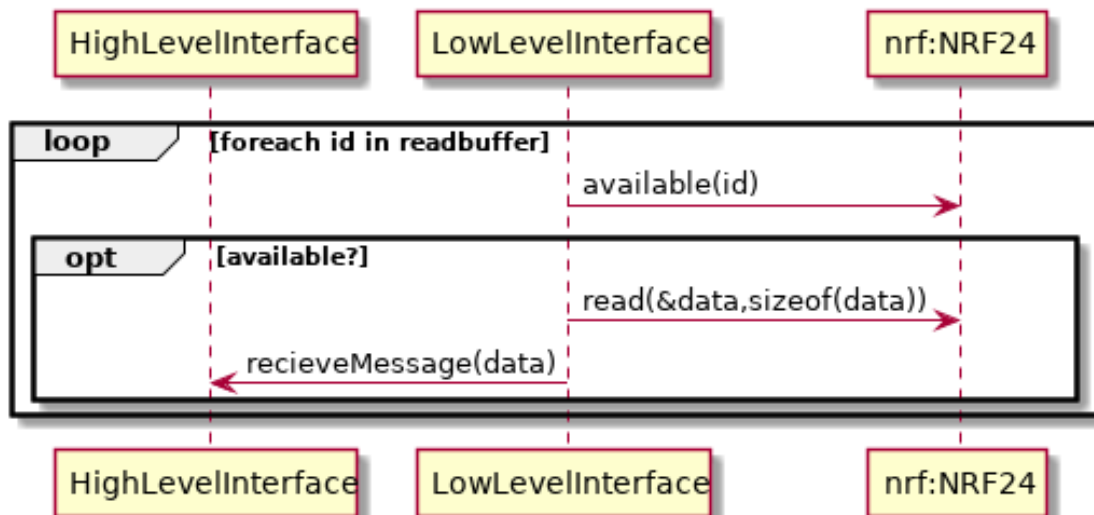 HighLevelInterface LowLevelInterface nrf:NRF24
loop [foreach id in readbuffer]
available(id)
opt [available?]
read(&data,sizeof(data))
recieveMessage(data)
HighLevelInterface LowLevelInterface nrf:NRF24